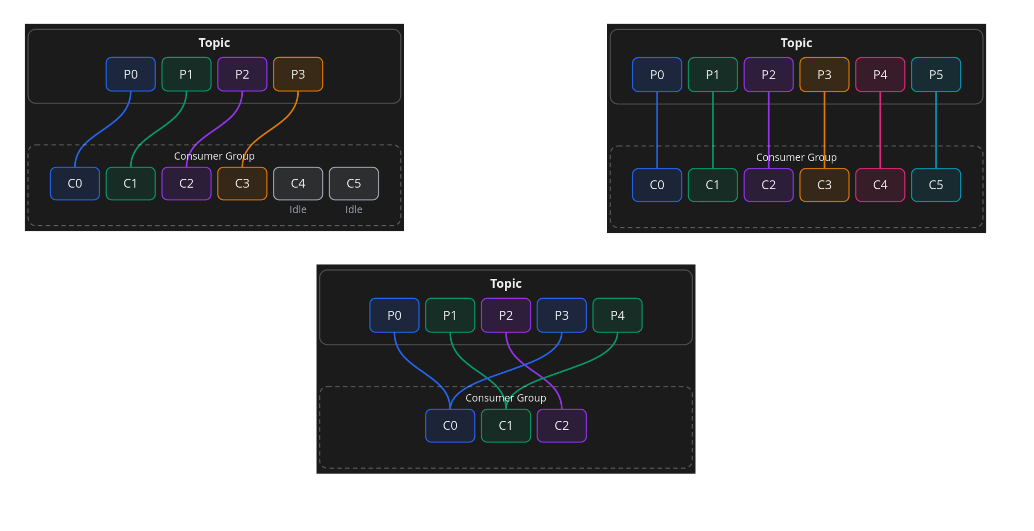 Topic
P0 P1 P2 P3
Consumer Group
C0 C1 C2 C3 C4 C5
Idle Idle
Topic
P0 P1 P2 P3 P4 P5
Consumer Group
C0 C1 C2 C3 C4 C5
Topic
P0 P1 P2 P3 P4
Consumer Group
C0 C1 C2